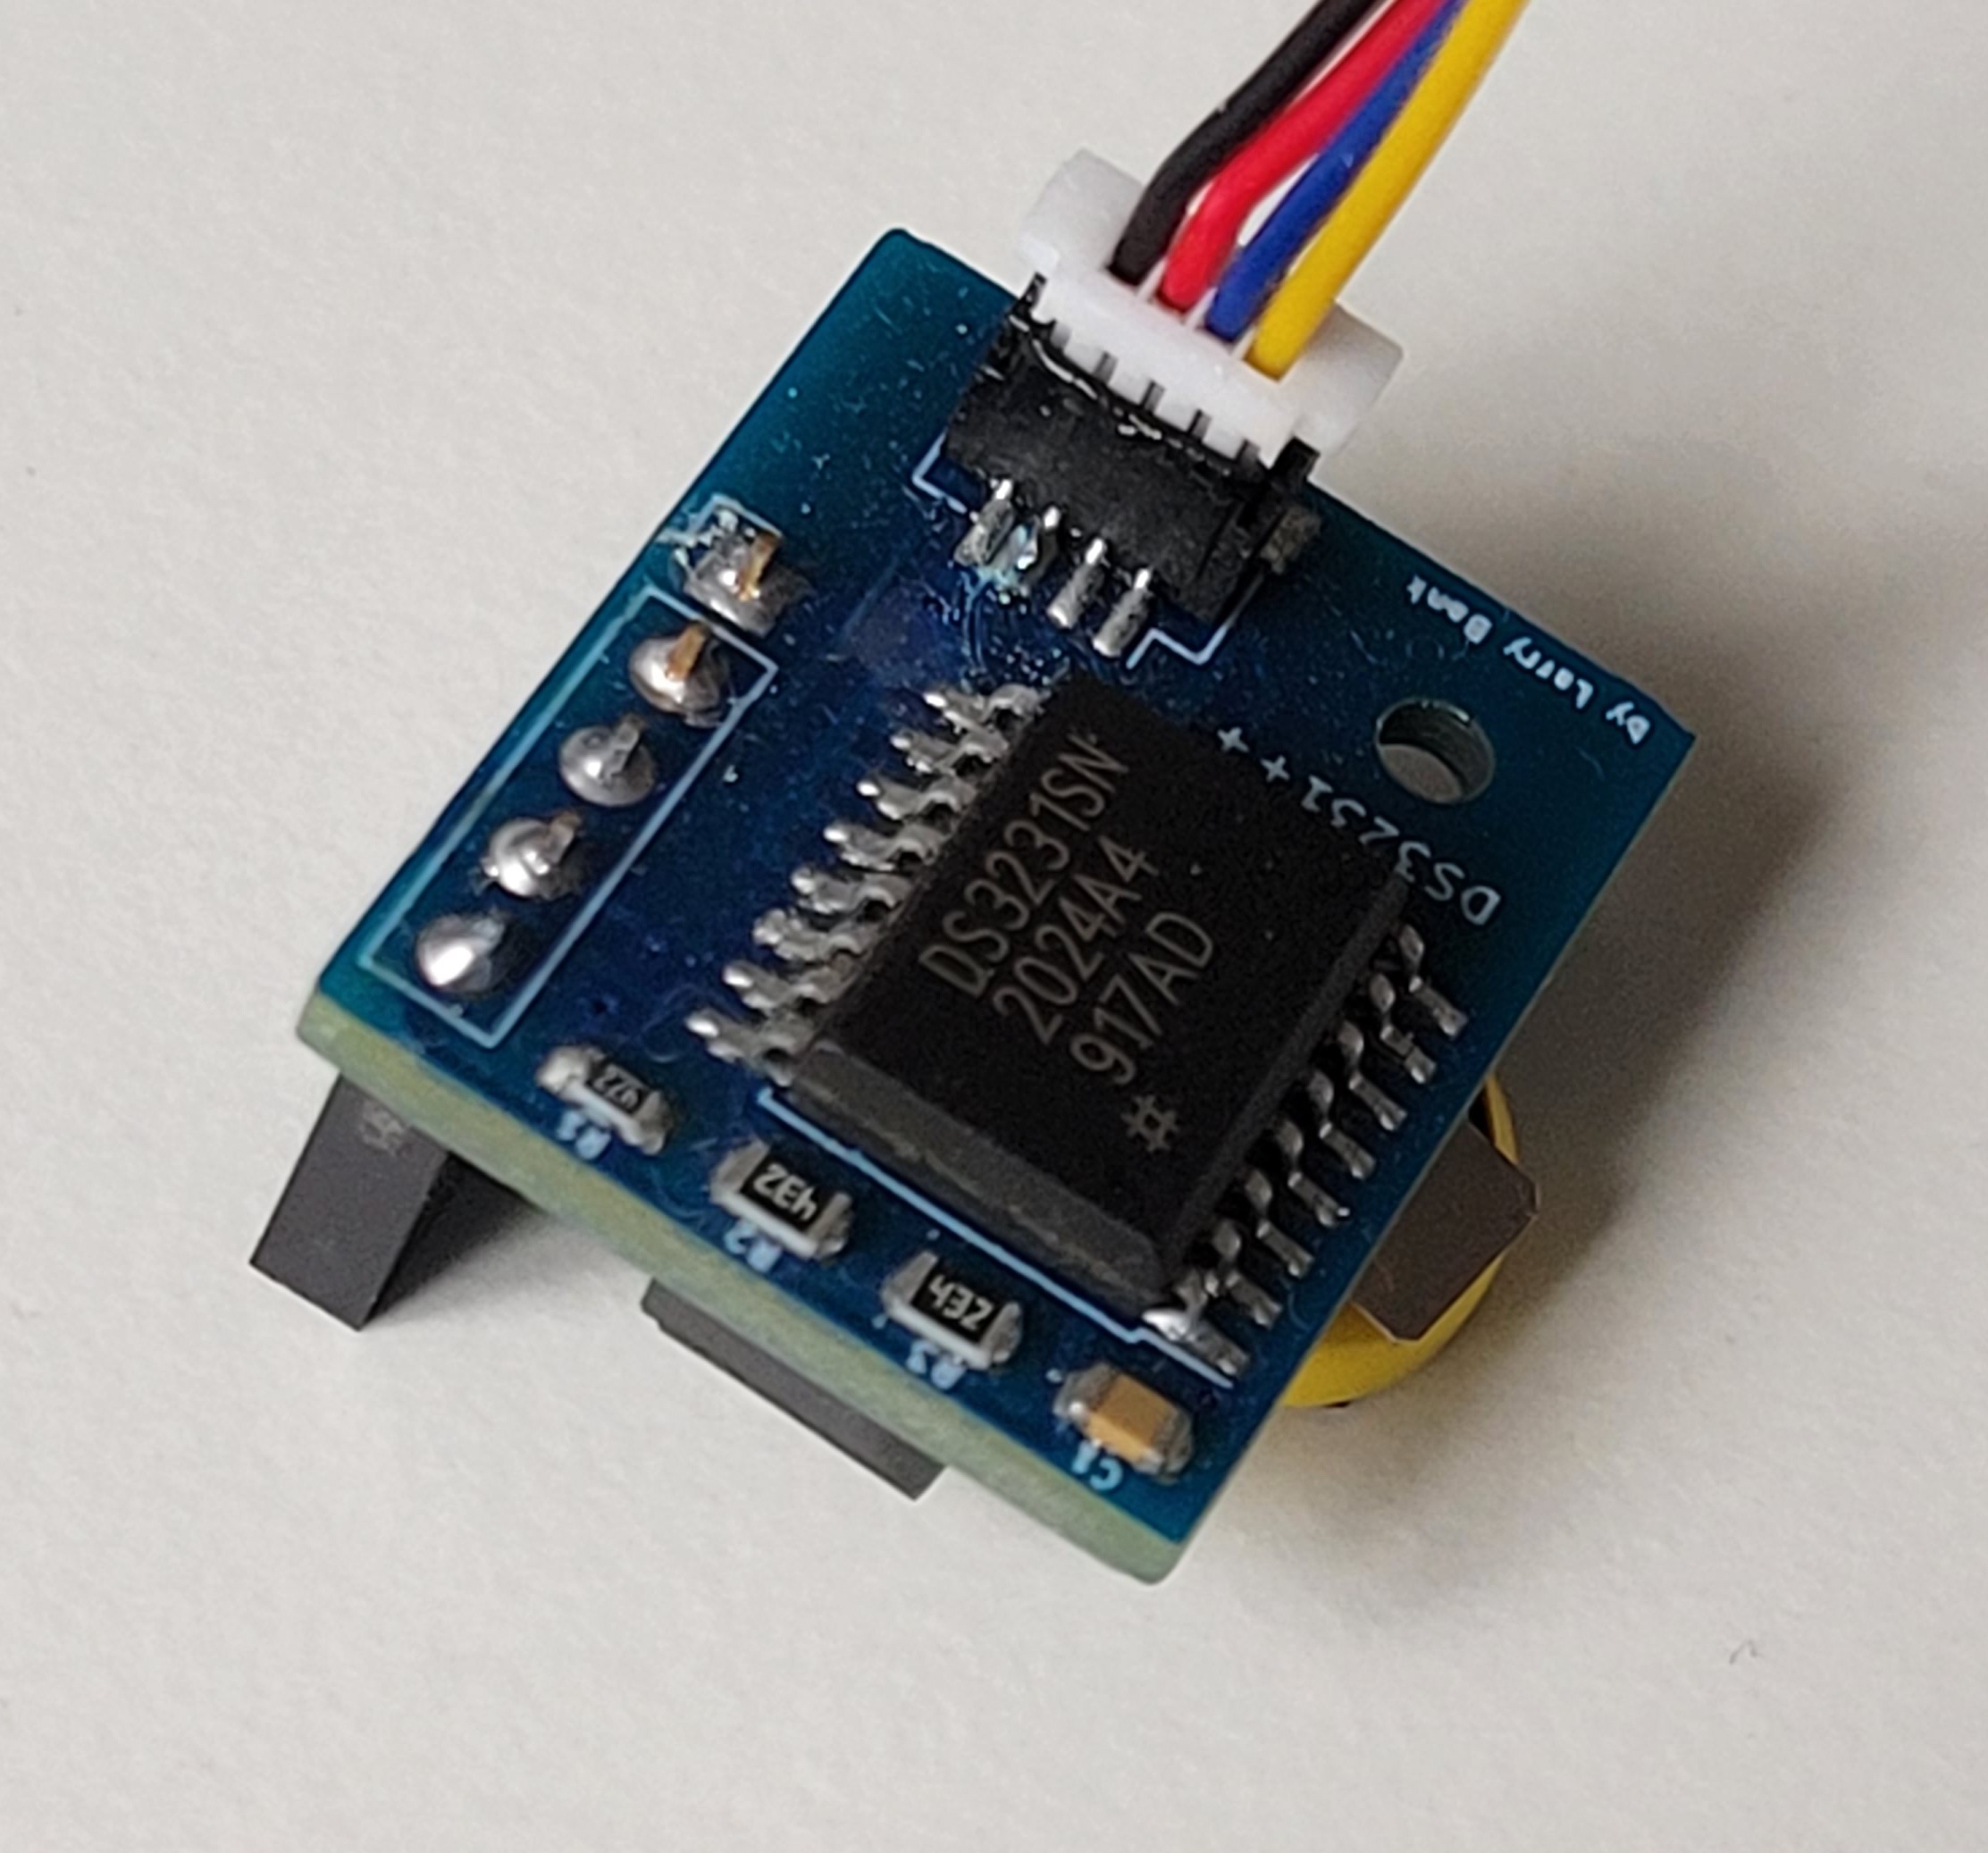 by Larry Bank
DS3231++
DS3231SN
2024A4
917AD
#
R1
R2
432
R3
432
C1